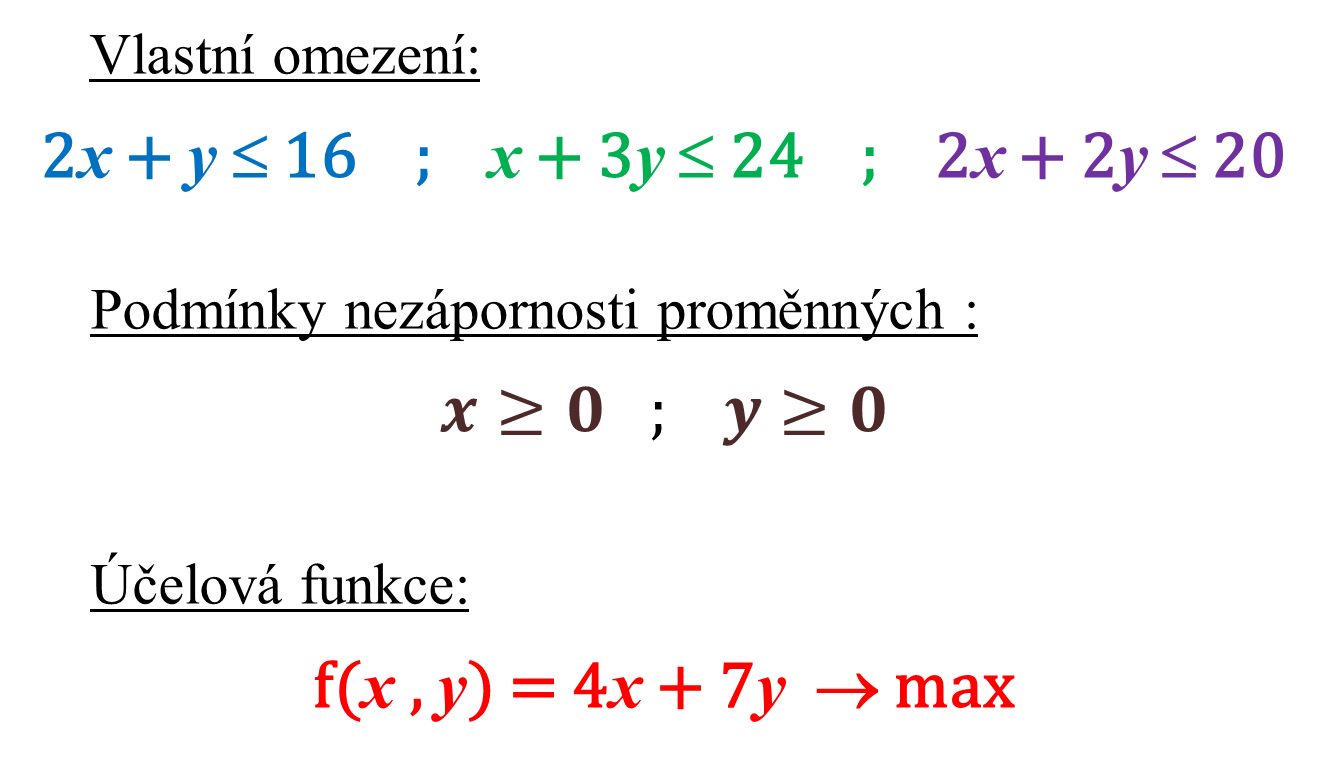 Vlastní omezení:
2x + y ≤ 16 ; x + 3y ≤ 24 ; 2x + 2y ≤ 20
Podmínky nezápornosti proměnných :
x ≥ 0 ; y ≥ 0
Účelová funkce:
f(x , y) = 4x + 7y → max